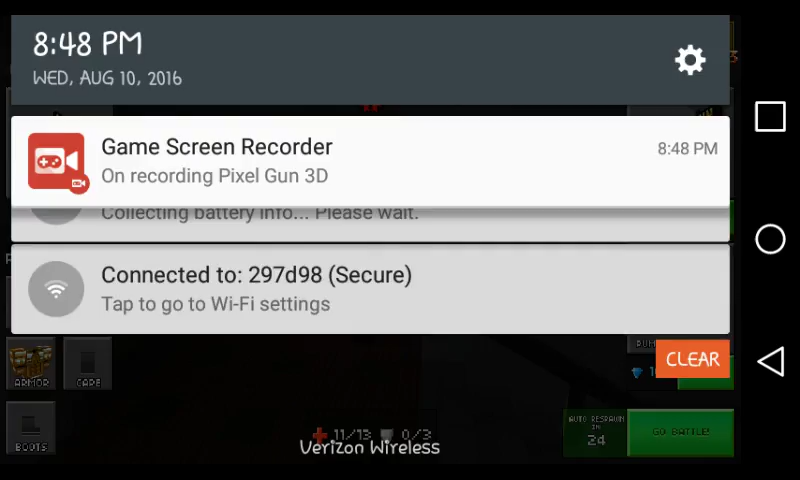 8:48 PM
WED, AUG 10, 2016
Game Screen Recorder
8:48 PM
On recording Pixel Gun 3D
Collecting battery info... Please wait.
Connected to: 297d98 (Secure)
Tap to go to Wi-Fi settings
CLEAR
ARMOR
CAPE
BOOTS
11/13 0/3
AUTO RESPAWN
IN
24
GO BATTLE!
Verizon Wireless